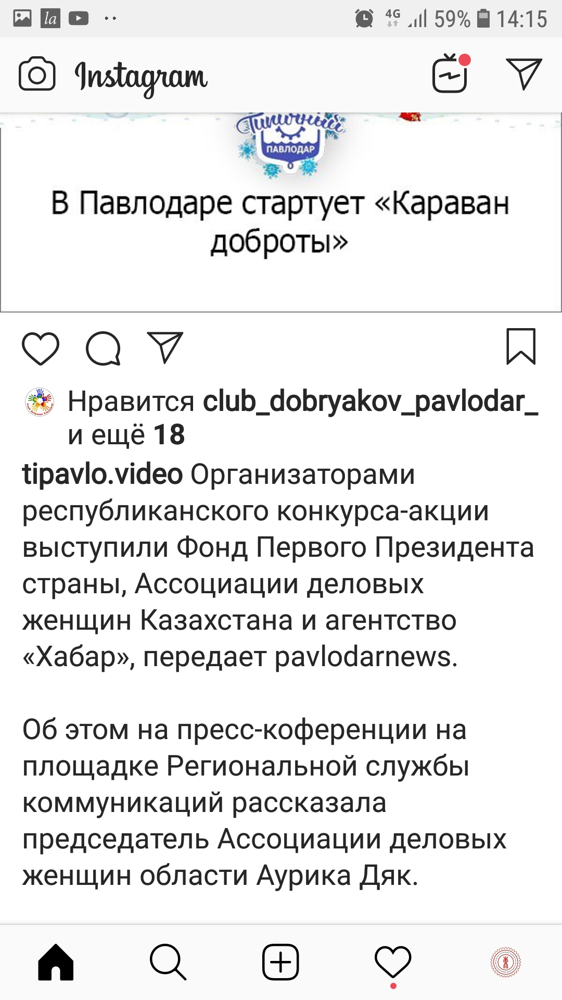 la
4G
59%
14:15
Instagram
Типичный
ПАВЛОДАР
В Павлодаре стартует «Караван
доброты»
Нравится club_dobryakov_pavlodar_
и ещё 18
tipavlo.video Организаторами
республиканского конкурса-акции
выступили Фонд Первого Президента
страны, Ассоциации деловых
женщин Казахстана и агентство
«Хабар», передает pavlodarnews.
Об этом на пресс-коференции на
площадке Региональной службы
коммуникаций рассказала
председатель Ассоциации деловых
женщин области Аурика Дяк.